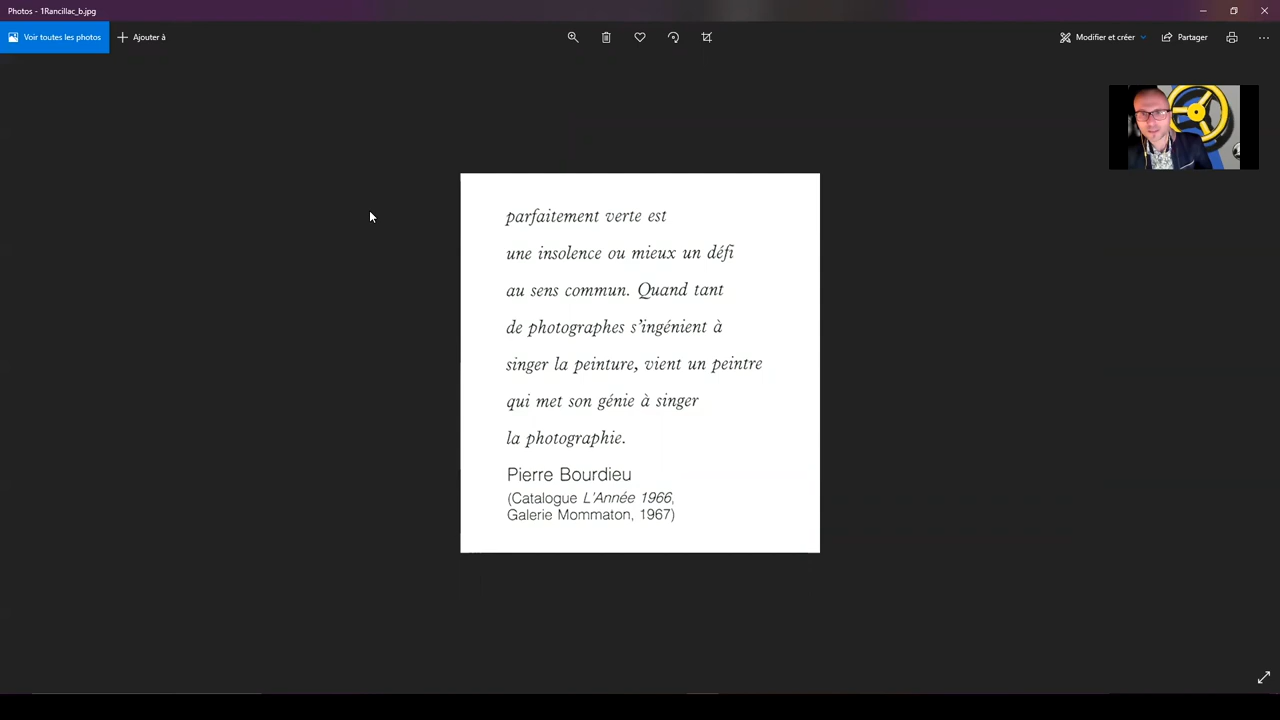 Photos - 1Rancillac_b.jpg
Voir toutes les photos
Ajouter à
Modifier et créer
Partager
parfaitement verte est
une insolence ou mieux un défi
au sens commun. Quand tant
de photographes s'ingénient à
singer la peinture, vient un peintre
qui met son génie à singer
la photographie.
Pierre Bourdieu
(Catalogue L'Année 1966,
Galerie Mommaton, 1967)